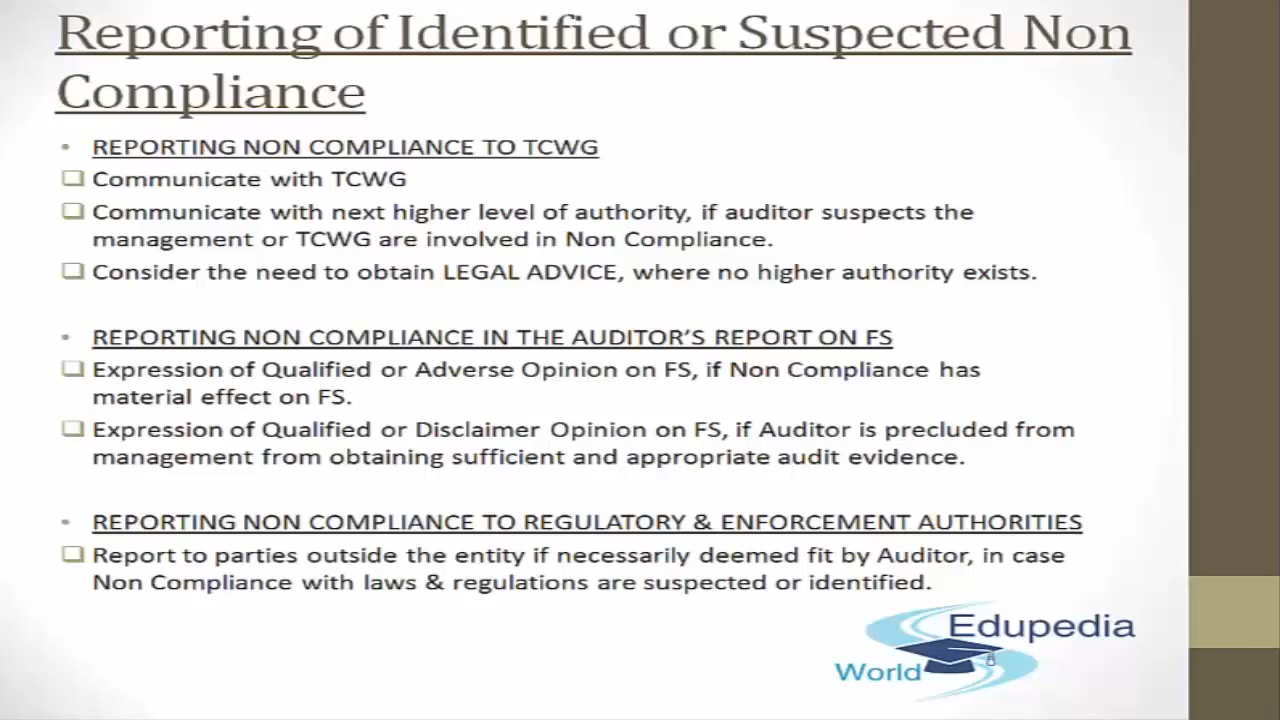 Reporting of Identified or Suspected Non
Compliance
• REPORTING NON COMPLIANCE TO TCWG
Communicate with TCWG
Communicate with next higher level of authority, if auditor suspects the
management or TCWG are involved in Non Compliance.
Consider the need to obtain LEGAL ADVICE, where no higher authority exists.
• REPORTING NON COMPLIANCE IN THE AUDITOR'S REPORT ON FS
Expression of Qualified or Adverse Opinion on FS, if Non Compliance has
material effect on FS.
Expression of Qualified or Disclaimer Opinion on FS, if Auditor is precluded from
management from obtaining sufficient and appropriate audit evidence.
• REPORTING NON COMPLIANCE TO REGULATORY & ENFORCEMENT AUTHORITIES
Report to parties outside the entity if necessarily deemed fit by Auditor, in case
Non Compliance with laws & regulations are suspected or identified.
Edupedia
World